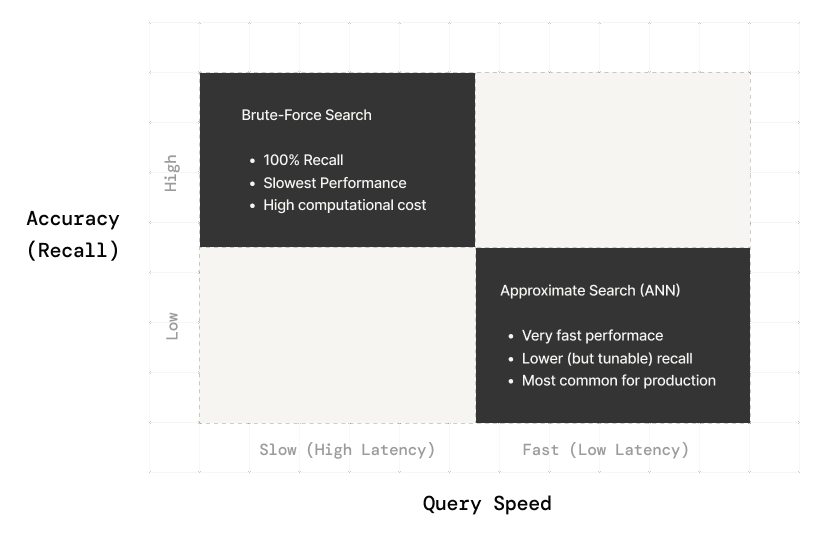 Brute-Force Search
• 100% Recall
• Slowest Performance
• High computational cost
High
Accuracy
(Recall)
Low
Approximate Search (ANN)
• Very fast performace
• Lower (but tunable) recall
• Most common for production
Slow (High Latency)
Fast (Low Latency)
Query Speed